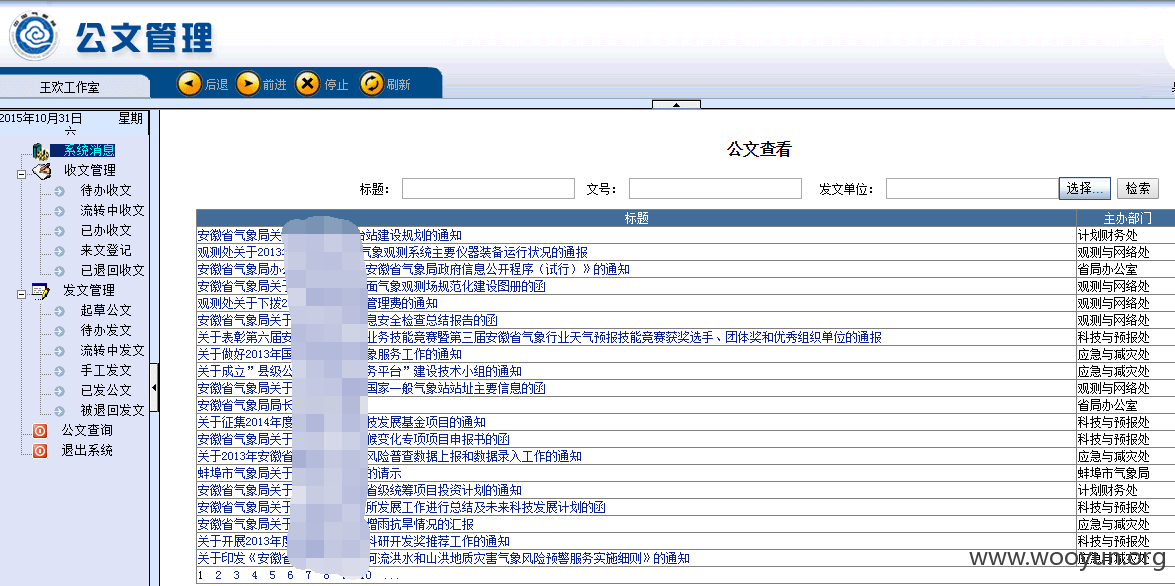 公文管理
王欢工作室 后退 前进 停止 刷新
2015年10月31日 星期
六
系统消息
收文管理
待办收文
流转中收文
已办收文
来文登记
已退回收文
发文管理
起草公文
待办发文
流转中发文
手工发文
已发公文
被退回发文
公文查询
退出系统
公文查看
标题: 文号: 发文单位: 选择... 检索
标题 主办部门
安徽省气象局关 台站建设规划的通知 计划财务处
观测处关于2013 气象观测系统主要仪器装备运行状况的通报 观测与网络处
安徽省气象局办 安徽省气象局政府信息公开程序（试行）》的通知 省局办公室
安徽省气象局关于 面气象观测场规范化建设图册的函 观测与网络处
观测处关于下拨2 管理费的通知 观测与网络处
安徽省气象局关于 息安全检查总结报告的函 观测与网络处
关于表彰第六届安 业务技能竞赛暨第三届安徽省气象行业天气预报技能竞赛获奖选手、团体奖和优秀组织单位的通报 科技与预报处
关于做好2013年国 象服务工作的通知 应急与减灾处
关于成立”县级公 务平台”建设技术小组的通知 应急与减灾处
安徽省气象局关于 国家一般气象站站址主要信息的函 观测与网络处
安徽省气象局局长 省局办公室
关于征集2014年度 技发展基金项目的通知 科技与预报处
安徽省气象局关于 候变化专项项目申报书的函 科技与预报处
关于2013年安徽省 风险普查数据上报和数据录入工作的通知 应急与减灾处
蚌埠市气象局关于 的请示 蚌埠市气象局
安徽省气象局关于 省级统筹项目投资计划的通知 计划财务处
安徽省气象局关于 所发展工作进行总结及未来科技发展计划的函 科技与预报处
安徽省气象局关于 增雨抗旱情况的汇报 应急与减灾处
关于开展2013年度 科研开发奖推荐工作的通知 科技与预报处
关于印发《安徽省 河流洪水和山洪地质灾害气象风险预警服务实施细则》的通知 应急与减灾处
1 2 3 4 5 6 7 8 10 ...
www.wooyun.org